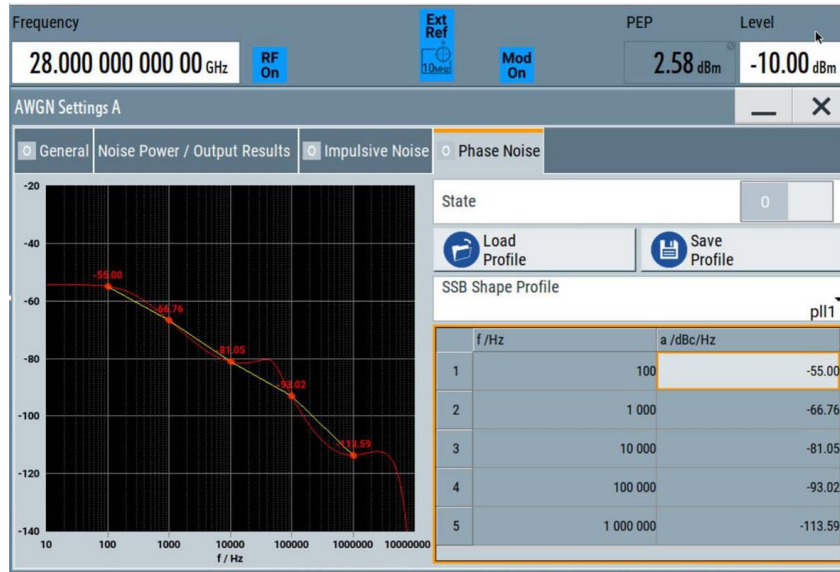 Frequency
28.000 000 000 00 GHz
RF
On
Ext
Ref
10MHz
Mod
On
PEP
2.58 dBm
Level
-10.00 dBm
AWGN Settings A
O General
Noise Power / Output Results
O Impulsive Noise
O Phase Noise
-20
-40
-60
-80
-100
-120
-140
-55.00
-66.76
-81.05
-93.02
-113.59
10 100 1000 10000 100000 1000000 10000000
f / Hz
State
0
Load
Profile
Save
Profile
SSB Shape Profile
pll1
f /Hz a /dBc/Hz
1 100 -55.00
2 1 000 -66.76
3 10 000 -81.05
4 100 000 -93.02
5 1 000 000 -113.59